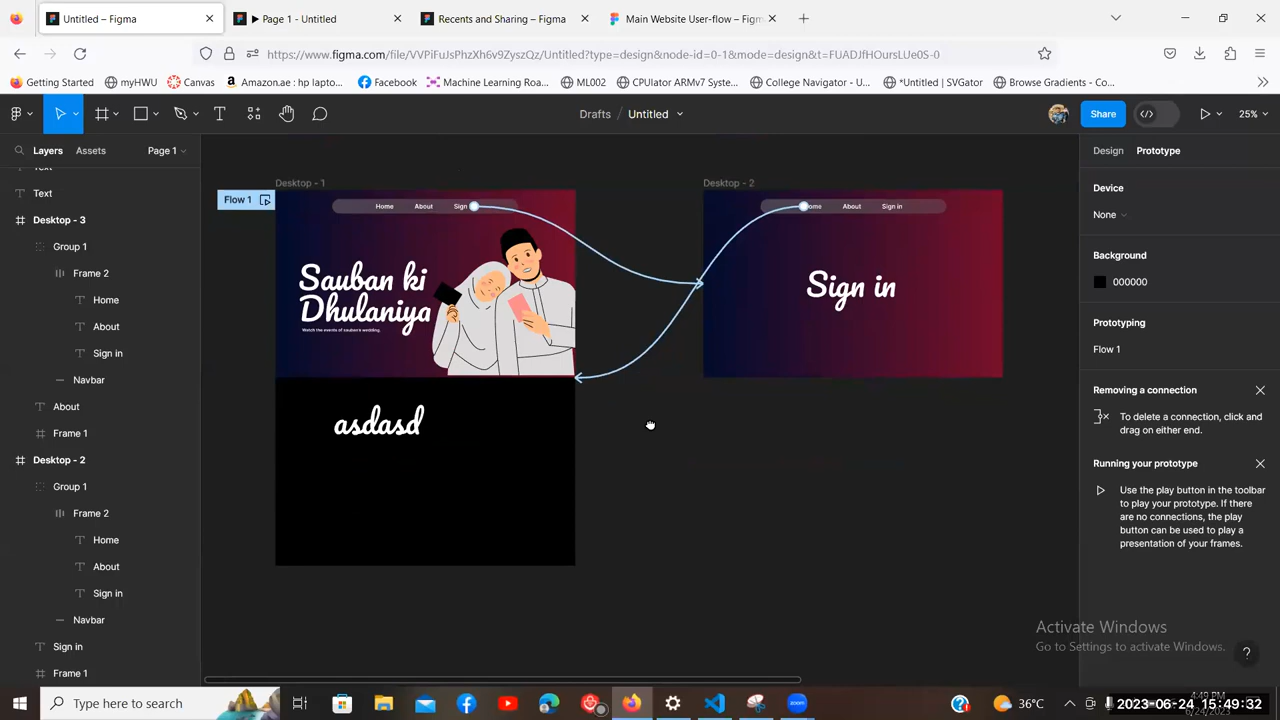 Untitled – Figma
▶ Page 1 - Untitled
Recents and Sharing – Figma
Main Website User-flow – Figma
https://www.figma.com/file/VVPiFuJsPhzXh6v9ZyszQz/Untitled?type=design&node-id=0-1&mode=design&t=FUADJfHOursLUe0S-0
Getting Started
myHWU
Canvas
Amazon.ae : hp lapto...
Facebook
Machine Learning Roa...
ML002
CPUlator ARMv7 Syste...
College Navigator - U...
*Untitled | SVGator
Browse Gradients - Co...
Drafts
Untitled
Share
25%
Layers
Assets
Page 1
Design
Prototype
Text
Text
Desktop - 3
Group 1
Frame 2
Home
About
Sign in
Navbar
About
Frame 1
Desktop - 2
Group 1
Frame 2
Home
About
Sign in
Navbar
Sign in
Frame 1
Desktop - 1
Flow 1
Home
About
Sign
Sauban ki
Dhulaniya
Watch the events of sauban's wedding.
asdasd
Desktop - 2
ome
About
Sign in
Sign in
Device
None
Background
000000
Prototyping
Flow 1
Removing a connection
To delete a connection, click and
drag on either end.
Running your prototype
Use the play button in the toolbar
to play your prototype. If there
are no connections, the play
button can be used to play a
presentation of your frames.
Activate Windows
Go to Settings to activate Windows.
?
Type here to search
36°C
4:49 PM
2023-06-24 15:49:32